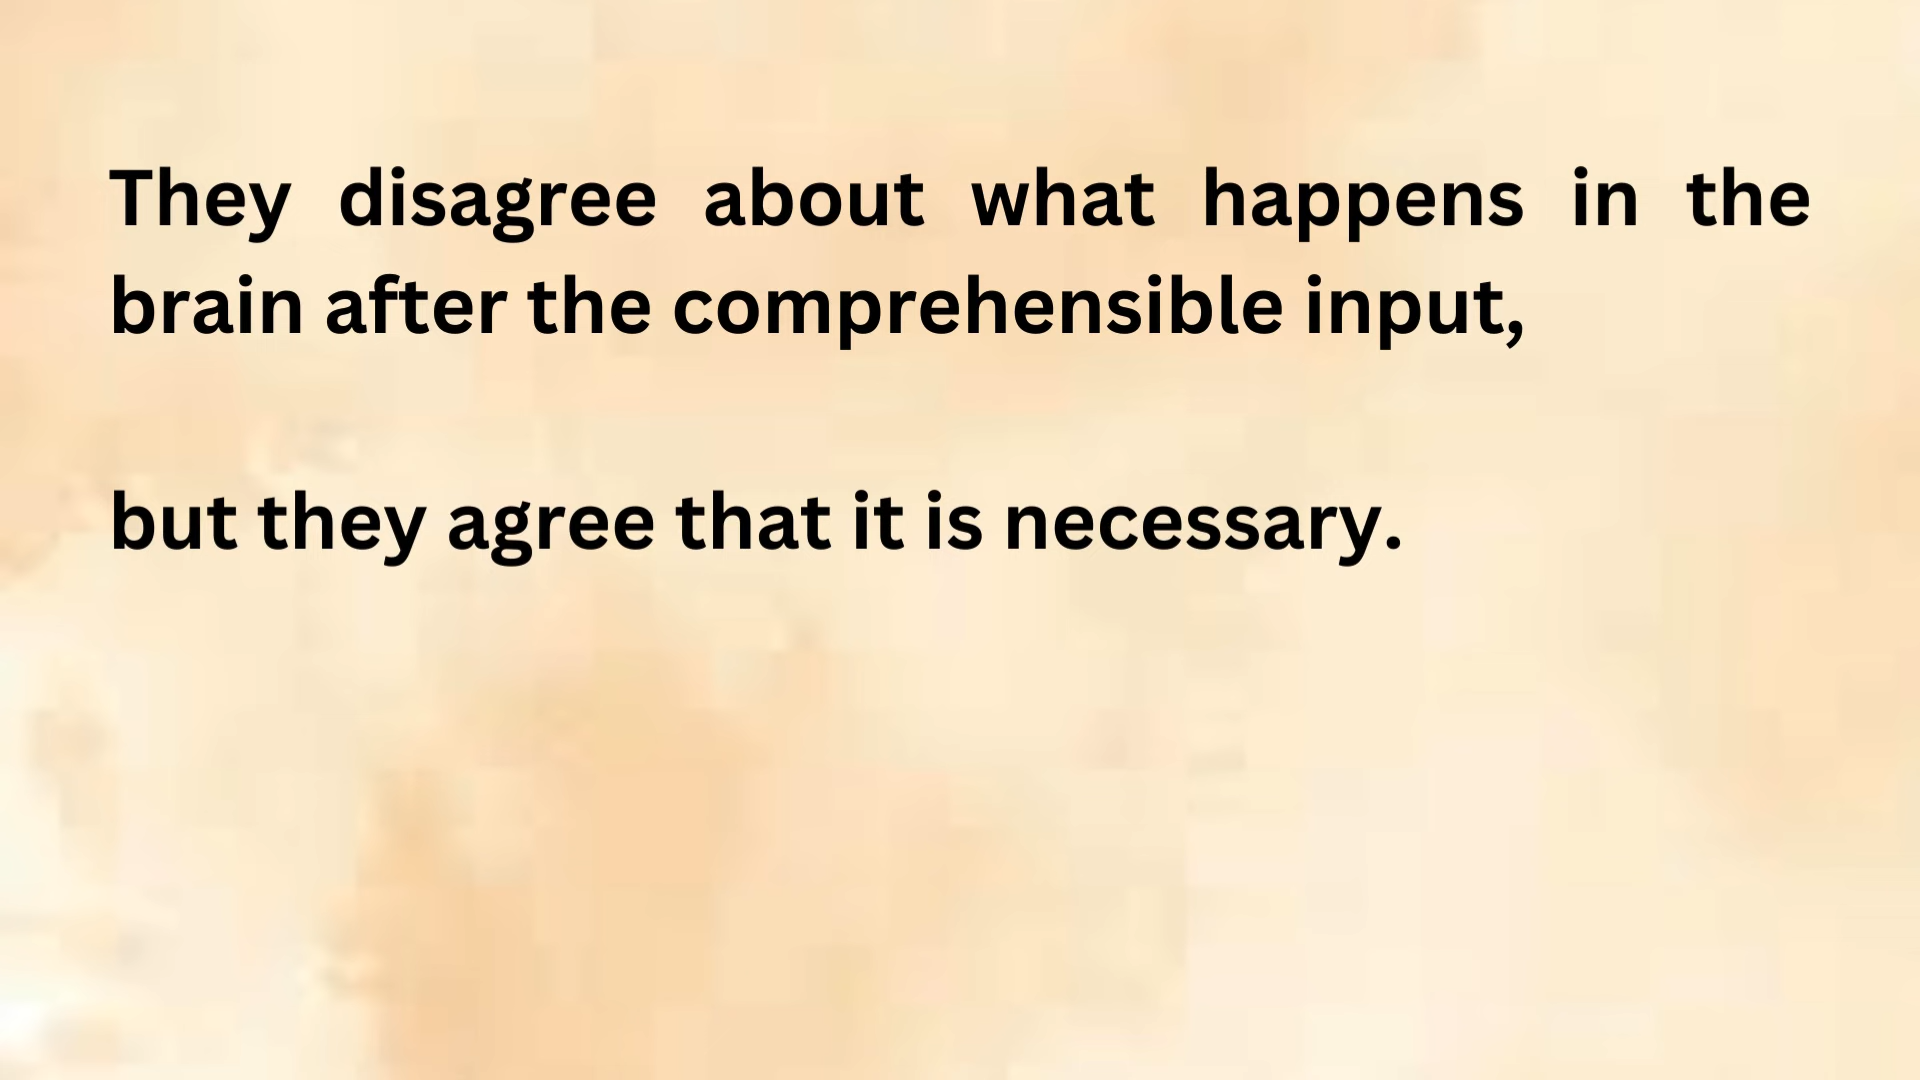 They disagree about what happens in the
brain after the comprehensible input,
but they agree that it is necessary.